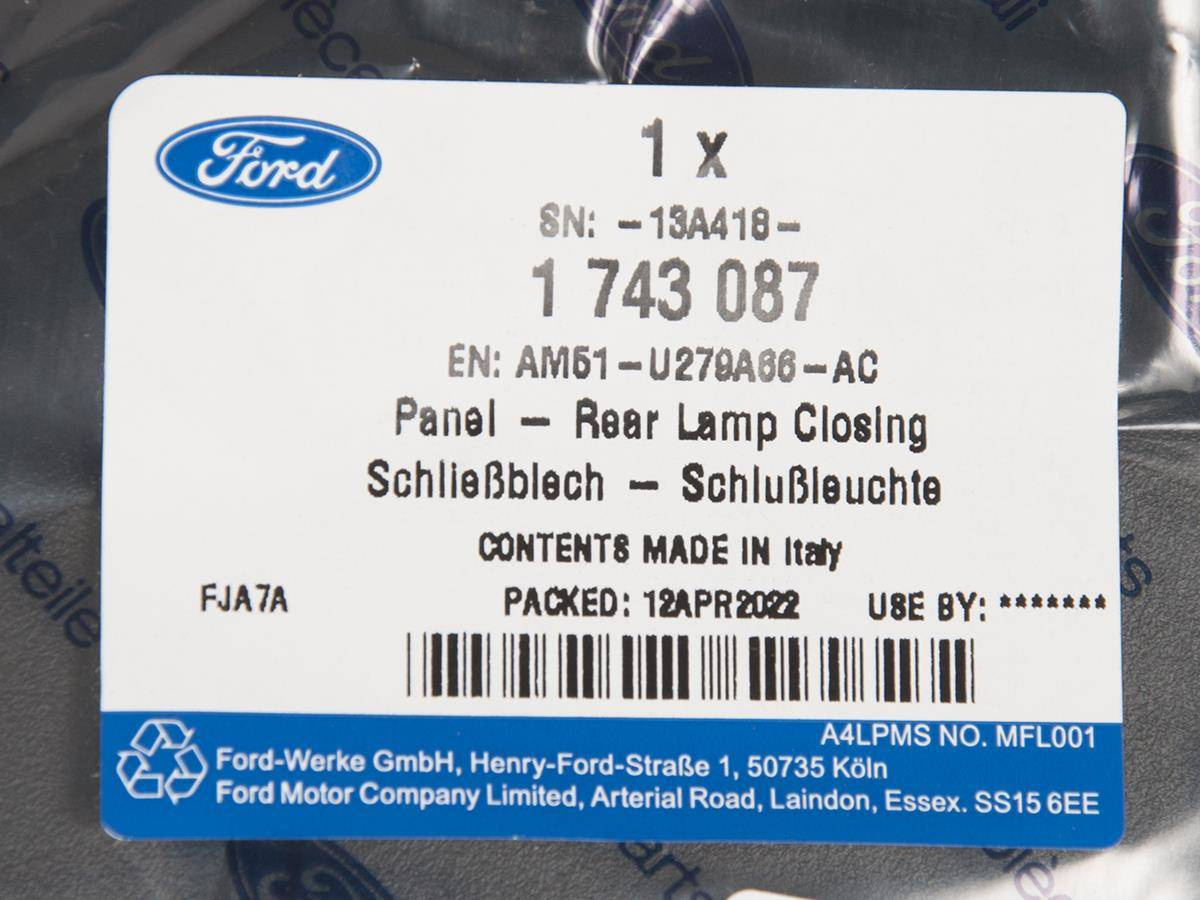 Ford
1 x
SN: -13A418-
1 743 087
EN: AM51-U279A66-AC
Panel - Rear Lamp Closing
Schließblech - Schlußleuchte
CONTENTS MADE IN Italy
FJA7A PACKED: 12APR2022 USE BY: *******
A4LPMS NO. MFL001
Ford-Werke GmbH, Henry-Ford-Straße 1, 50735 Köln
Ford Motor Company Limited, Arterial Road, Laindon, Essex. SS15 6EE